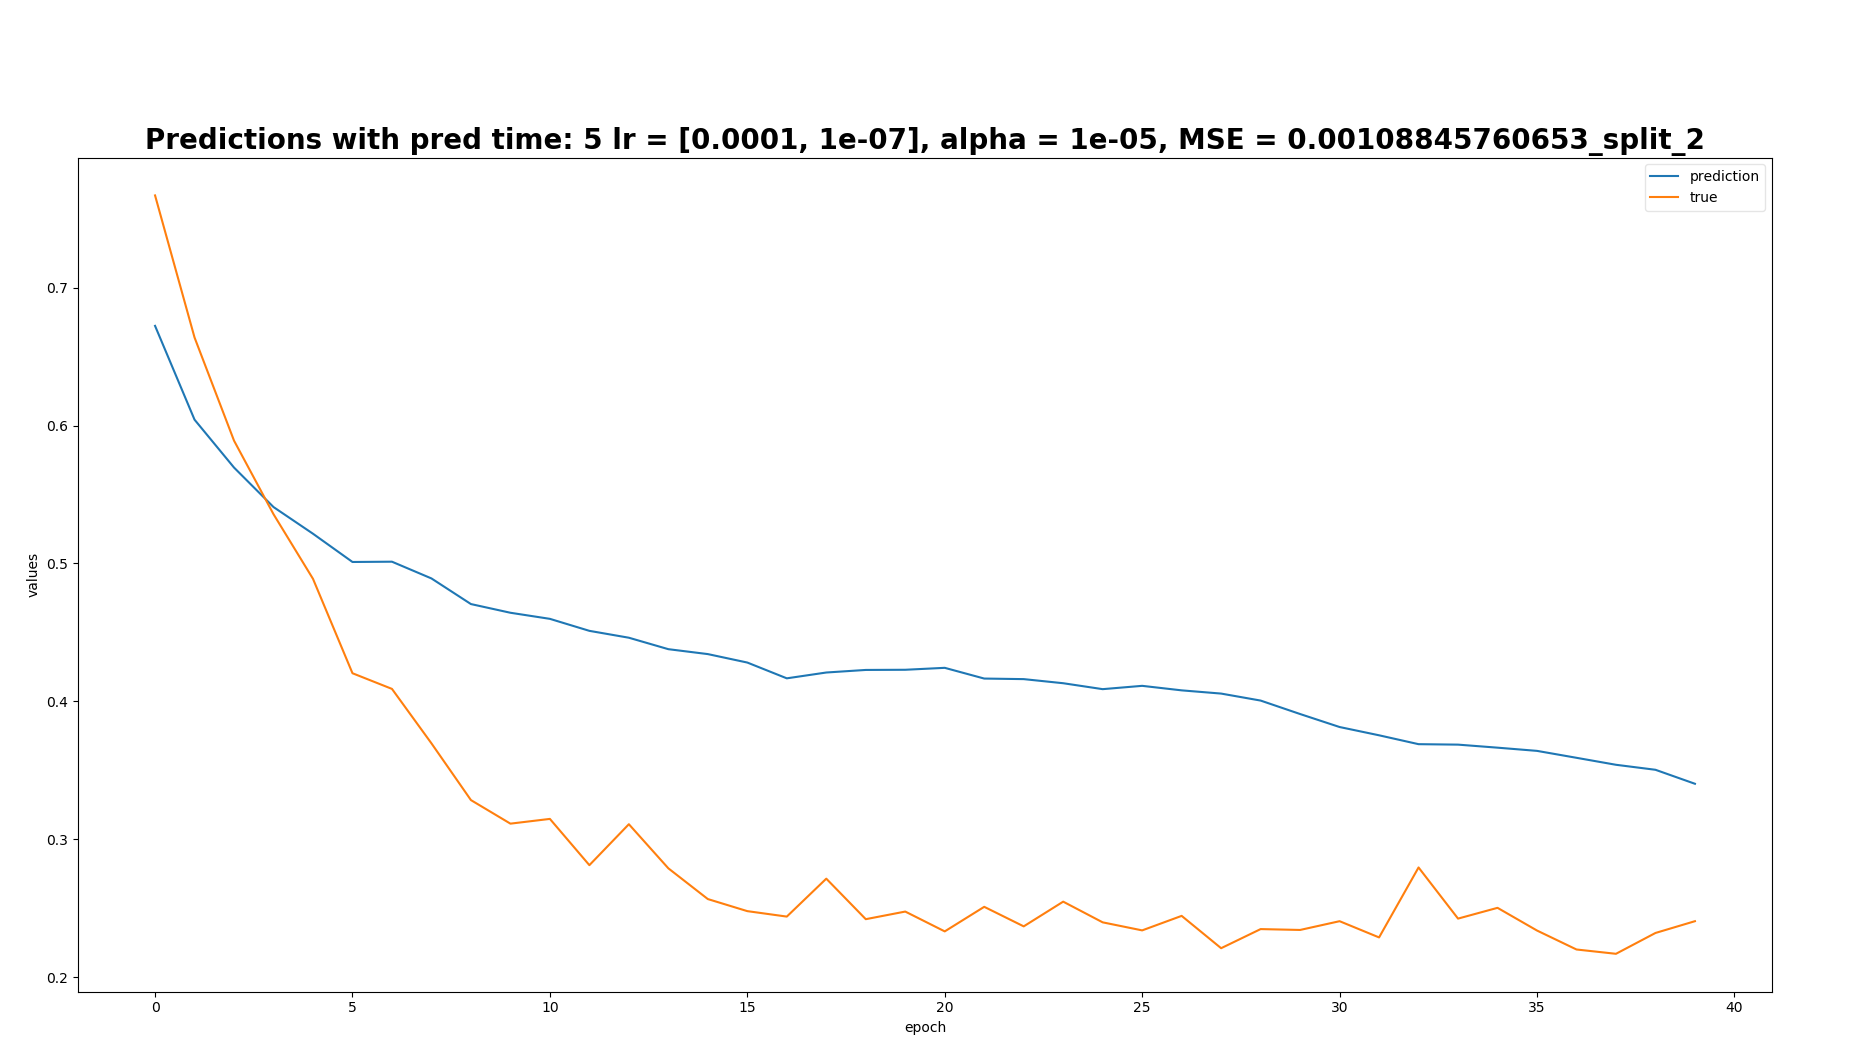 Predictions with pred time: 5 lr = [0.0001, 1e-07], alpha = 1e-05, MSE = 0.00108845760653_split_2
prediction
true
values
0.7
0.6
0.5
0.4
0.3
0.2
0 5 10 15 20 25 30 35 40
epoch